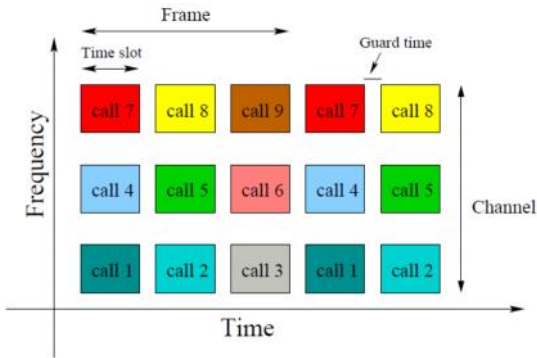 Frame
Time slot
Guard time
call 7 call 8 call 9 call 7 call 8
Frequency
call 4 call 5 call 6 call 4 call 5
Channel
call 1 call 2 call 3 call 1 call 2
Time